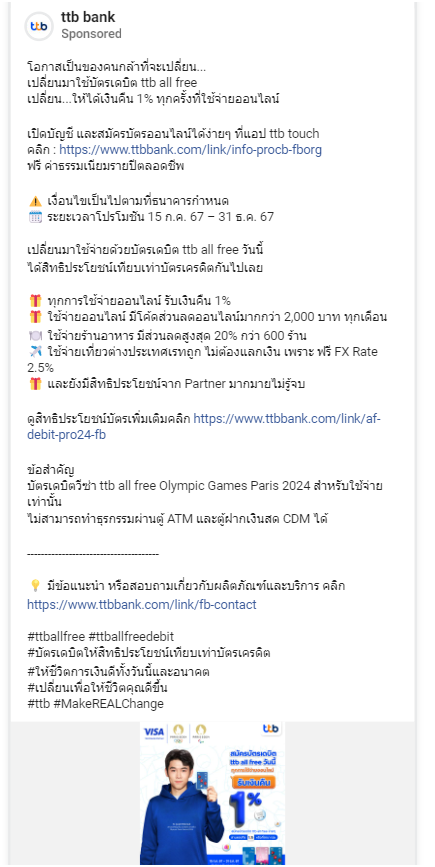 ttb
ttb bank
Sponsored
โอกาสเป็นของคนกล้าที่จะเปลี่ยน...
เปลี่ยนมาใช้บัตรเดบิต ttb all free
เปลี่ยน...ให้ได้เงินคืน 1% ทุกครั้งที่ใช้จ่ายออนไลน์
เปิดบัญชี และสมัครบัตรออนไลน์ได้ง่ายๆ ที่แอป ttb touch
คลิก : https://www.ttbbank.com/link/info-procb-fborg
ฟรี ค่าธรรมเนียมรายปีตลอดชีพ
⚠️ เงื่อนไขเป็นไปตามที่ธนาคารกำหนด
🗓️ ระยะเวลาโปรโมชัน 15 ก.ค. 67 – 31 ธ.ค. 67
เปลี่ยนมาใช้จ่ายด้วยบัตรเดบิต ttb all free วันนี้
ได้สิทธิประโยชน์เทียบเท่าบัตรเครดิตกันไปเลย
🎁 ทุกการใช้จ่ายออนไลน์ รับเงินคืน 1%
🎁 ใช้จ่ายออนไลน์ มีโค้ดส่วนลดออนไลน์มากกว่า 2,000 บาท ทุกเดือน
🍽️ ใช้จ่ายร้านอาหาร มีส่วนลดสูงสุด 20% กว่า 600 ร้าน
✈️ ใช้จ่ายเที่ยวต่างประเทศเรทถูก ไม่ต้องแลกเงิน เพราะ ฟรี FX Rate
2.5%
🎁 และยังมีสิทธิประโยชน์จาก Partner มากมายไม่รู้จบ
ดูสิทธิประโยชน์บัตรเพิ่มเติมคลิก https://www.ttbbank.com/link/af-
debit-pro24-fb
ข้อสำคัญ
บัตรเดบิตวีซ่า ttb all free Olympic Games Paris 2024 สำหรับใช้จ่าย
เท่านั้น
ไม่สามารถทำธุรกรรมผ่านตู้ ATM และตู้ฝากเงินสด CDM ได้
--------------------------------------
💡 มีข้อแนะนำ หรือสอบถามเกี่ยวกับผลิตภัณฑ์และบริการ คลิก
https://www.ttbbank.com/link/fb-contact
#ttballfree #ttballfreedebit
#บัตรเดบิตให้สิทธิประโยชน์เทียบเท่าบัตรเครดิต
#ให้ชีวิตการเงินดีทั้งวันนี้และอนาคต
#เปลี่ยนเพื่อให้ชีวิตคุณดีขึ้น
#ttb #MakeREALChange
VISA
ttb
สมัครบัตรเดบิต
ttb all free วันนี้
ทุกการใช้จ่ายออนไลน์
รับเงินคืน
1%